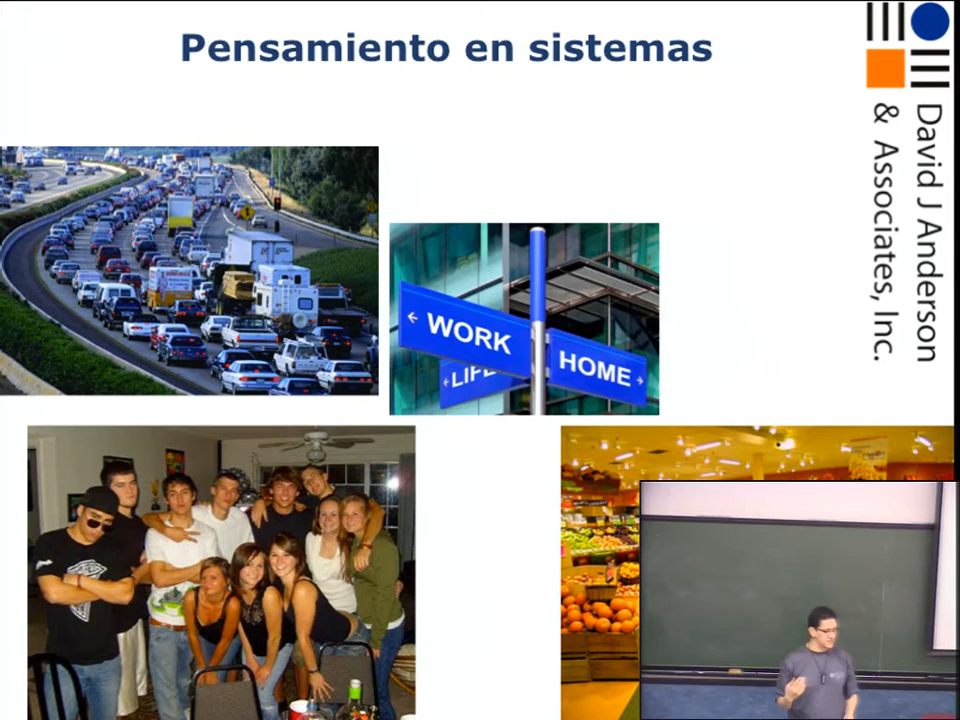 Pensamiento en sistemas
David J Anderson
& Associates, Inc.
WORK
LIFE
HOME